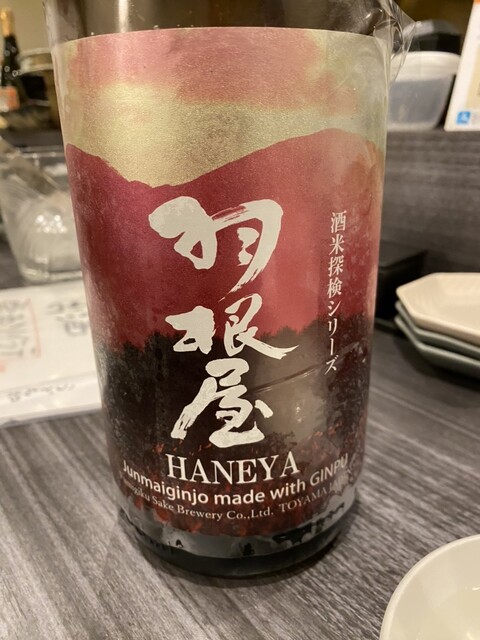 羽根屋
酒米探検シリーズ
HANEYA
Junmaiginjo made with GINPU
Sake Brewery Co.,Ltd. TOYAMA